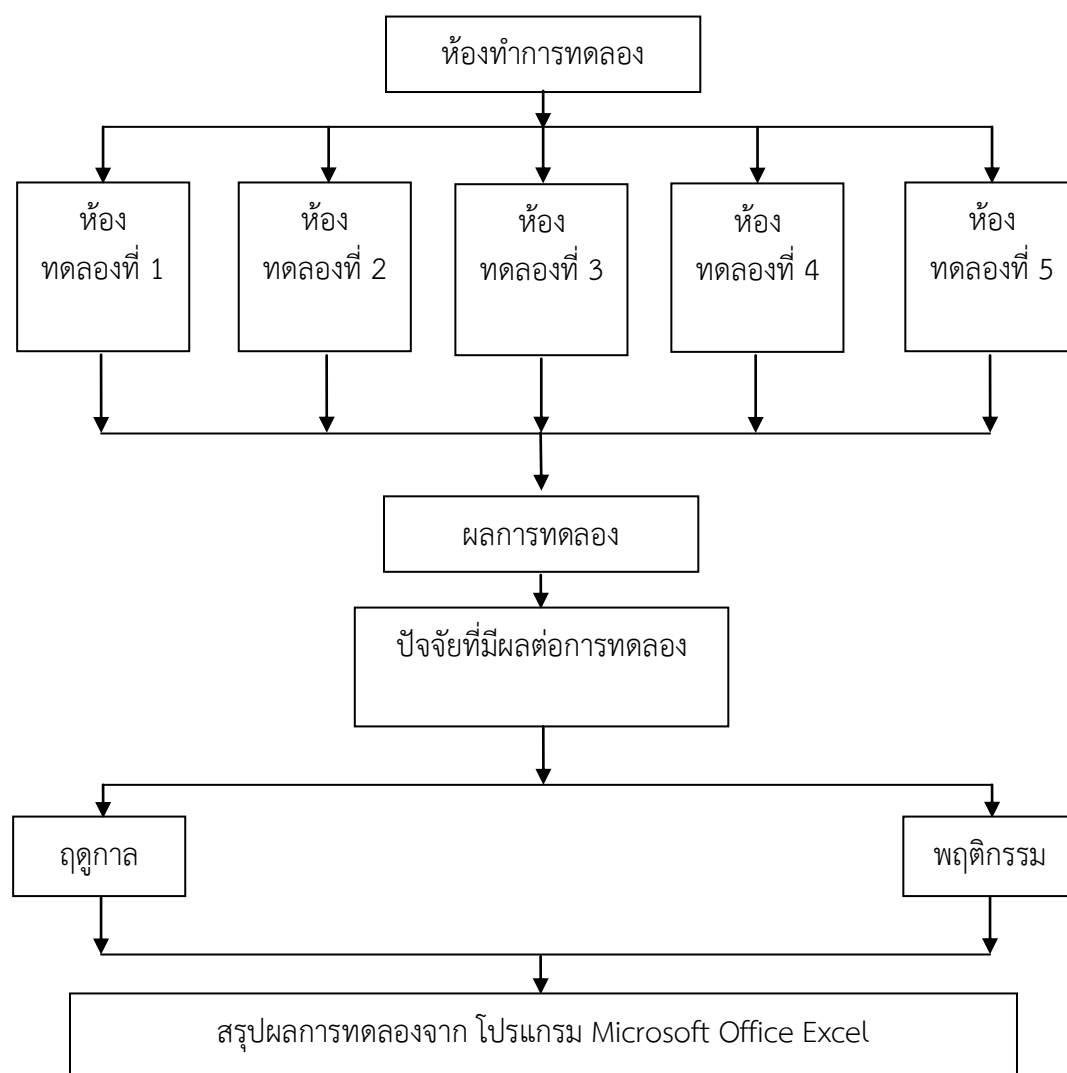 ห้องทำการทดลอง
ห้อง
ทดลองที่ 1
ห้อง
ทดลองที่ 2
ห้อง
ทดลองที่ 3
ห้อง
ทดลองที่ 4
ห้อง
ทดลองที่ 5
ผลการทดลอง
ปัจจัยที่มีผลต่อการทดลอง
ฤดูกาล
พฤติกรรม
สรุปผลการทดลองจาก โปรแกรม Microsoft Office Excel